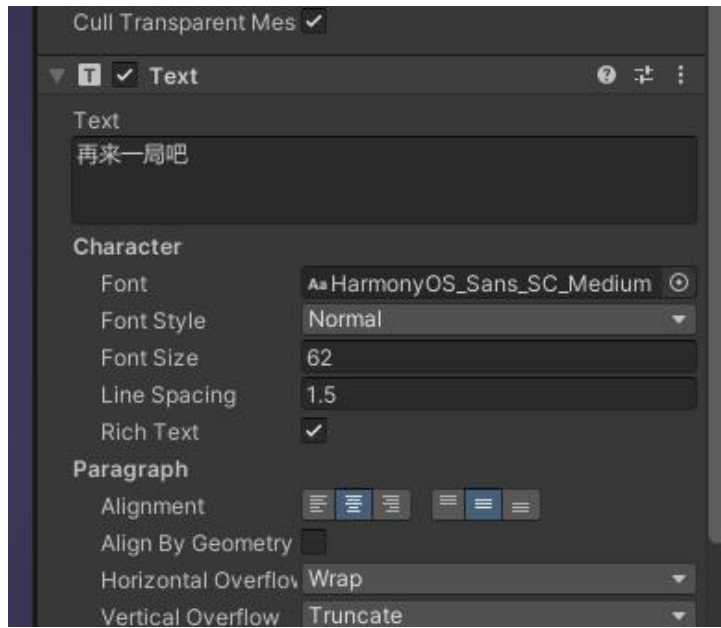 Cull Transparent Mes
Text
Text
再来一局吧
Character
Font HarmonyOS_Sans_SC_Medium
Font Style Normal
Font Size 62
Line Spacing 1.5
Rich Text
Paragraph
Alignment
Align By Geometry
Horizontal Overflow Wrap
Vertical Overflow Truncate